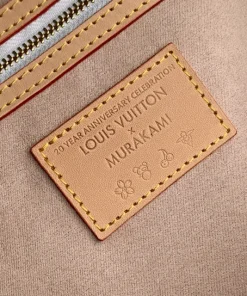 20 YEAR ANNIVERSARY CELEBRATION
LOUIS VUITTON
×
MURAKAMI